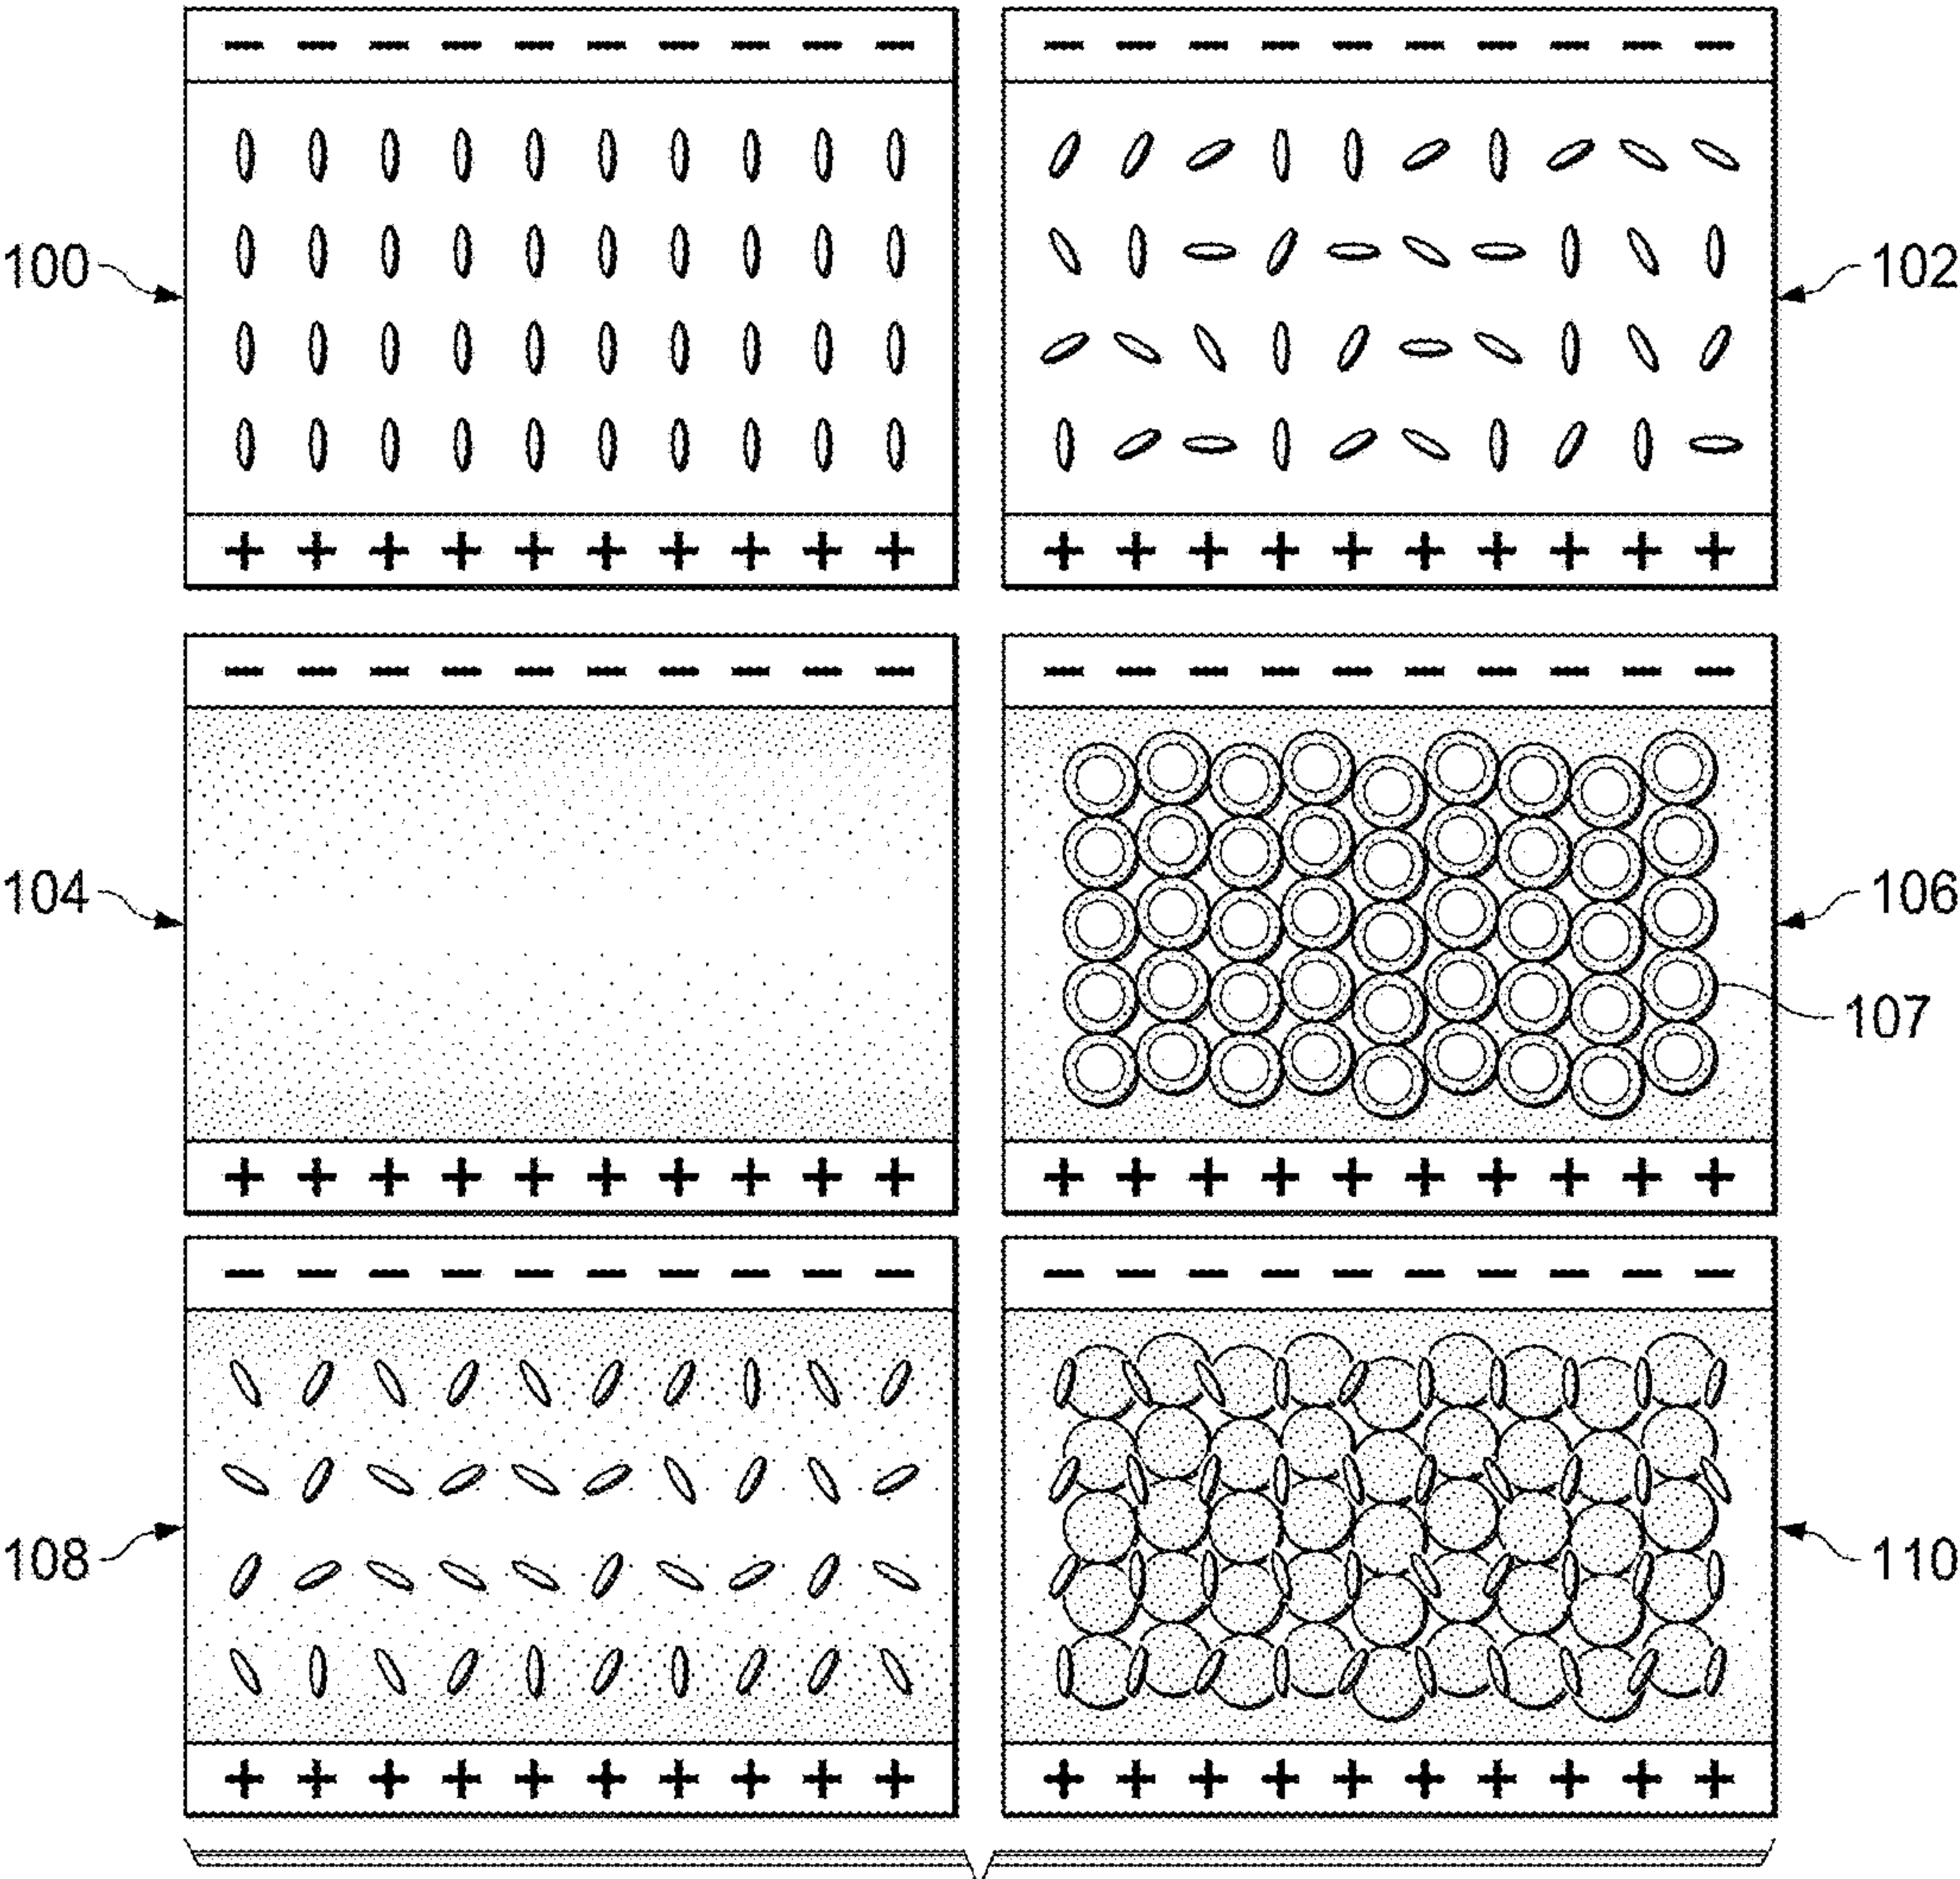 − − − − − − − − − −
− − − − − − − − − −
100
102
+ + + + + + + + + +
+ + + + + + + + + +
− − − − − − − − − −
− − − − − − − − − −
104
106
107
+ + + + + + + + + +
+ + + + + + + + + +
− − − − − − − − − −
− − − − − − − − − −
108
110
+ + + + + + + + + +
+ + + + + + + + + +